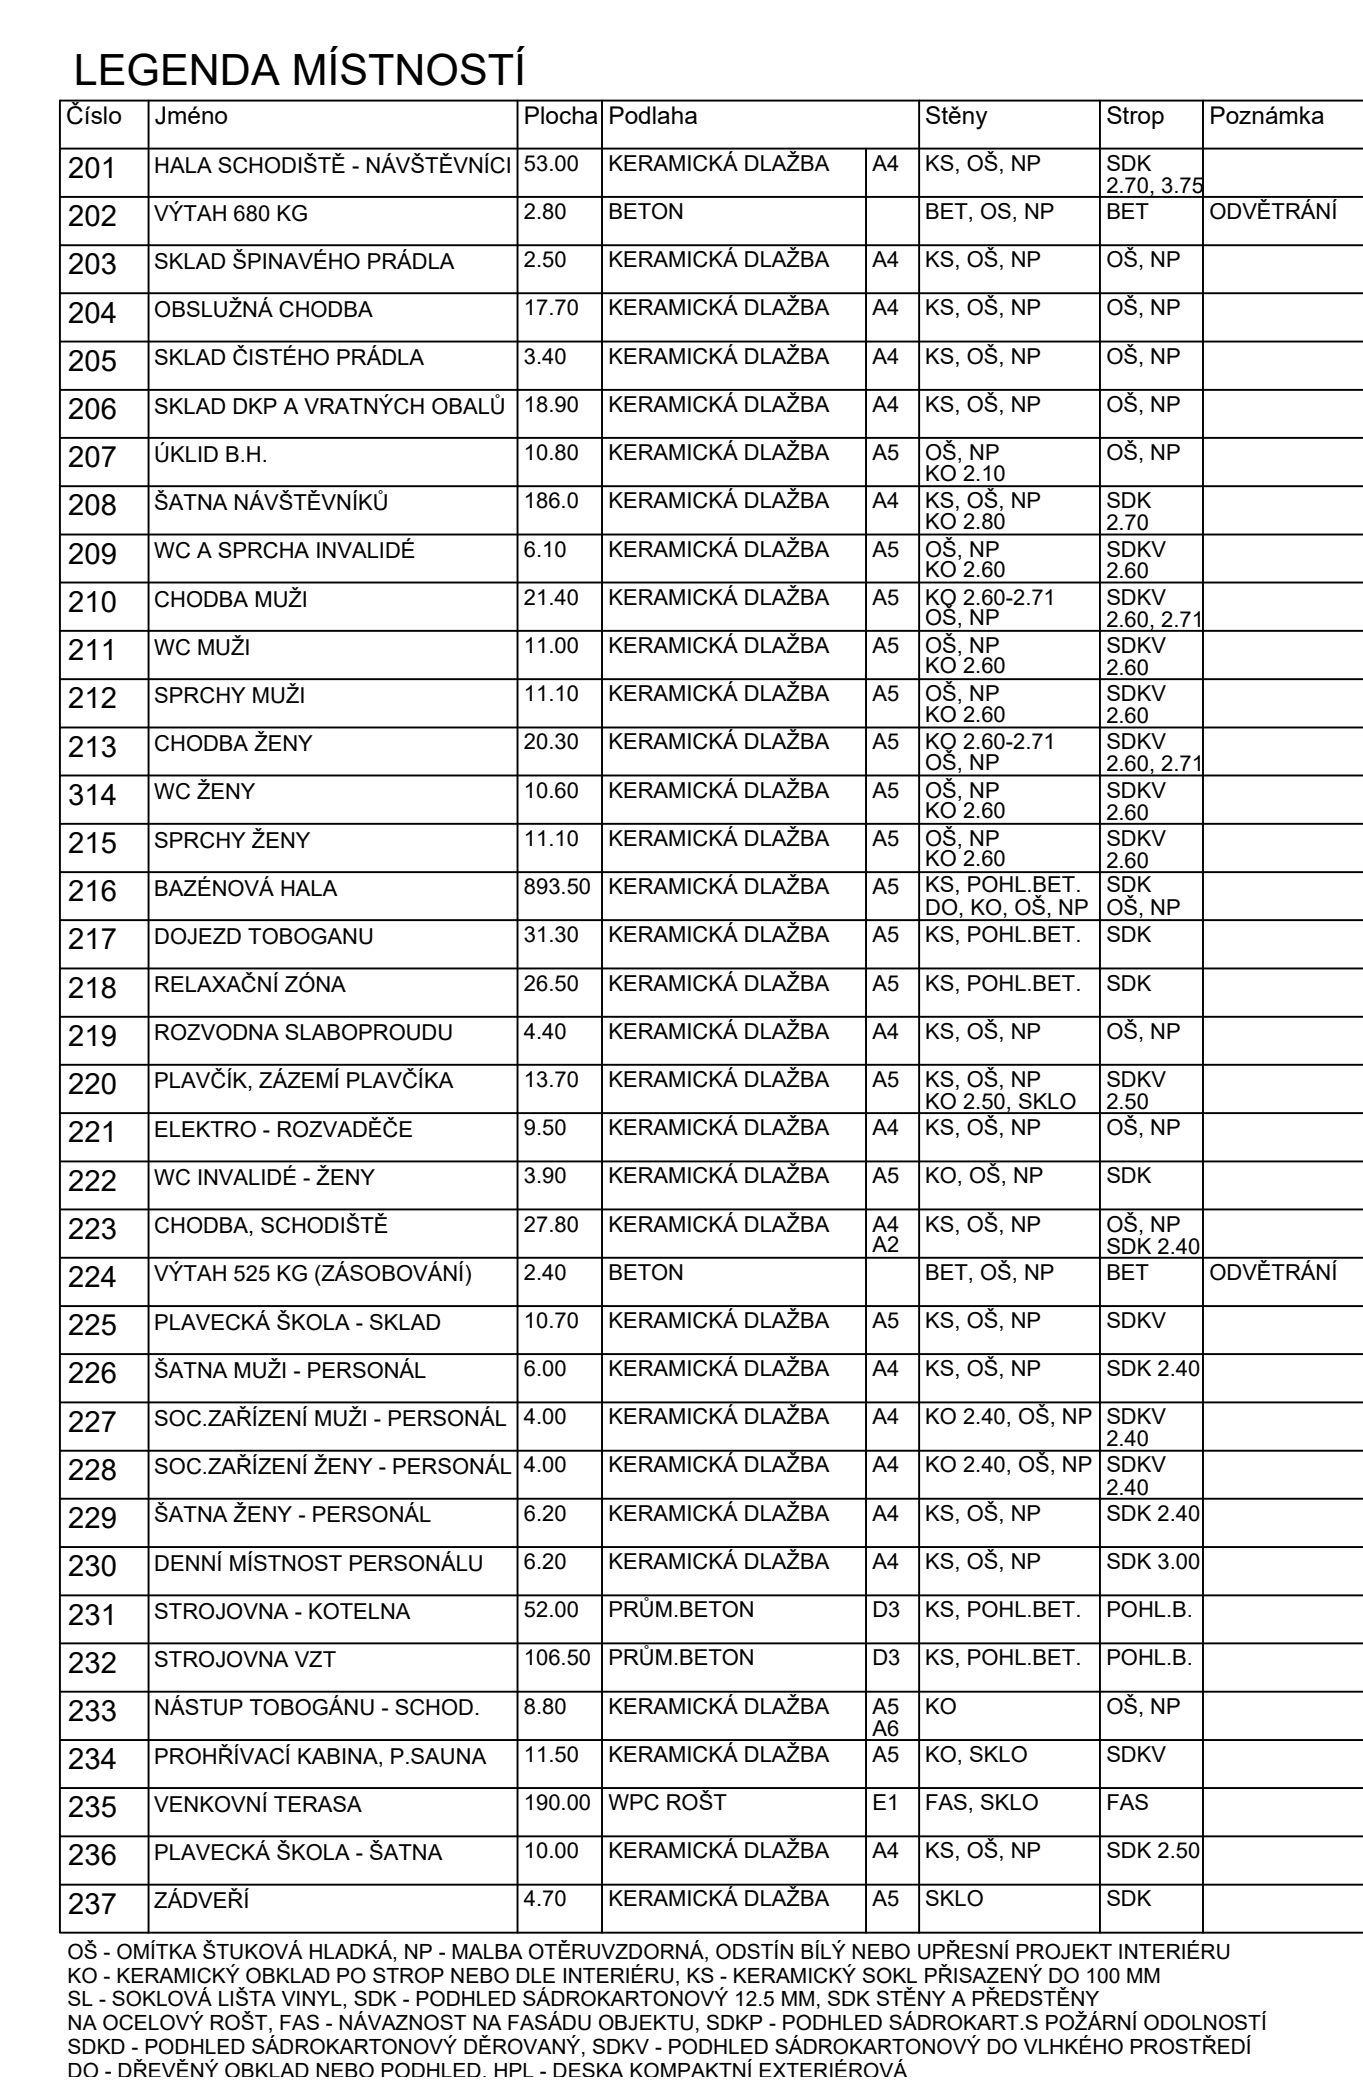 LEGENDA MÍSTNOSTÍ
Číslo Jméno Plocha Podlaha Stěny Strop Poznámka
201 HALA SCHODIŠTĚ - NÁVŠTĚVNÍCI 53.00 KERAMICKÁ DLAŽBA A4 KS, OŠ, NP SDK
2.70, 3.75
202 VÝTAH 680 KG 2.80 BETON BET, OS, NP BET ODVĚTRÁNÍ
203 SKLAD ŠPINAVÉHO PRÁDLA 2.50 KERAMICKÁ DLAŽBA A4 KS, OŠ, NP OŠ, NP
204 OBSLUŽNÁ CHODBA 17.70 KERAMICKÁ DLAŽBA A4 KS, OŠ, NP OŠ, NP
205 SKLAD ČISTÉHO PRÁDLA 3.40 KERAMICKÁ DLAŽBA A4 KS, OŠ, NP OŠ, NP
206 SKLAD DKP A VRATNÝCH OBALŮ 18.90 KERAMICKÁ DLAŽBA A4 KS, OŠ, NP OŠ, NP
207 ÚKLID B.H. 10.80 KERAMICKÁ DLAŽBA A5 OŠ, NP OŠ, NP
KO 2.10
208 ŠATNA NÁVŠTĚVNÍKŮ 186.0 KERAMICKÁ DLAŽBA A4 KS, OŠ, NP SDK
KO 2.80 2.70
209 WC A SPRCHA INVALIDÉ 6.10 KERAMICKÁ DLAŽBA A5 OŠ, NP SDKV
KO 2.60 2.60
210 CHODBA MUŽI 21.40 KERAMICKÁ DLAŽBA A5 KO 2.60-2.71 SDKV
OŠ, NP 2.60, 2.71
211 WC MUŽI 11.00 KERAMICKÁ DLAŽBA A5 OŠ, NP SDKV
KO 2.60 2.60
212 SPRCHY MUŽI 11.10 KERAMICKÁ DLAŽBA A5 OŠ, NP SDKV
KO 2.60 2.60
213 CHODBA ŽENY 20.30 KERAMICKÁ DLAŽBA A5 KO 2.60-2.71 SDKV
OŠ, NP 2.60, 2.71
314 WC ŽENY 10.60 KERAMICKÁ DLAŽBA A5 OŠ, NP SDKV
KO 2.60 2.60
215 SPRCHY ŽENY 11.10 KERAMICKÁ DLAŽBA A5 OŠ, NP SDKV
KO 2.60 2.60
216 BAZÉNOVÁ HALA 893.50 KERAMICKÁ DLAŽBA A5 KS, POHL.BET. SDK
DO, KO, OŠ, NP OŠ, NP
217 DOJEZD TOBOGANU 31.30 KERAMICKÁ DLAŽBA A5 KS, POHL.BET. SDK
218 RELAXAČNÍ ZÓNA 26.50 KERAMICKÁ DLAŽBA A5 KS, POHL.BET. SDK
219 ROZVODNA SLABOPROUDU 4.40 KERAMICKÁ DLAŽBA A4 KS, OŠ, NP OŠ, NP
220 PLAVČÍK, ZÁZEMÍ PLAVČÍKA 13.70 KERAMICKÁ DLAŽBA A5 KS, OŠ, NP SDKV
KO 2.50, SKLO 2.50
221 ELEKTRO - ROZVADĚČE 9.50 KERAMICKÁ DLAŽBA A4 KS, OŠ, NP OŠ, NP
222 WC INVALIDÉ - ŽENY 3.90 KERAMICKÁ DLAŽBA A5 KO, OŠ, NP SDK
223 CHODBA, SCHODIŠTĚ 27.80 KERAMICKÁ DLAŽBA A4 KS, OŠ, NP OŠ, NP
A2 SDK 2.40
224 VÝTAH 525 KG (ZÁSOBOVÁNÍ) 2.40 BETON BET, OŠ, NP BET ODVĚTRÁNÍ
225 PLAVECKÁ ŠKOLA - SKLAD 10.70 KERAMICKÁ DLAŽBA A5 KS, OŠ, NP SDKV
226 ŠATNA MUŽI - PERSONÁL 6.00 KERAMICKÁ DLAŽBA A4 KS, OŠ, NP SDK 2.40
227 SOC.ZAŘÍZENÍ MUŽI - PERSONÁL 4.00 KERAMICKÁ DLAŽBA A4 KO 2.40, OŠ, NP SDKV
2.40
228 SOC.ZAŘÍZENÍ ŽENY - PERSONÁL 4.00 KERAMICKÁ DLAŽBA A4 KO 2.40, OŠ, NP SDKV
2.40
229 ŠATNA ŽENY - PERSONÁL 6.20 KERAMICKÁ DLAŽBA A4 KS, OŠ, NP SDK 2.40
230 DENNÍ MÍSTNOST PERSONÁLU 6.20 KERAMICKÁ DLAŽBA A4 KS, OŠ, NP SDK 3.00
231 STROJOVNA - KOTELNA 52.00 PRŮM.BETON D3 KS, POHL.BET. POHL.B.
232 STROJOVNA VZT 106.50 PRŮM.BETON D3 KS, POHL.BET. POHL.B.
233 NÁSTUP TOBOGÁNU - SCHOD. 8.80 KERAMICKÁ DLAŽBA A5 KO OŠ, NP
A6
234 PROHŘÍVACÍ KABINA, P.SAUNA 11.50 KERAMICKÁ DLAŽBA A5 KO, SKLO SDKV
235 VENKOVNÍ TERASA 190.00 WPC ROŠT E1 FAS, SKLO FAS
236 PLAVECKÁ ŠKOLA - ŠATNA 10.00 KERAMICKÁ DLAŽBA A4 KS, OŠ, NP SDK 2.50
237 ZÁDVEŘÍ 4.70 KERAMICKÁ DLAŽBA A5 SKLO SDK
OŠ - OMÍTKA ŠTUKOVÁ HLADKÁ, NP - MALBA OTĚRUVZDORNÁ, ODSTÍN BÍLÝ NEBO UPŘESNÍ PROJEKT INTERIÉRU
KO - KERAMICKÝ OBKLAD PO STROP NEBO DLE INTERIÉRU, KS - KERAMICKÝ SOKL PŘISAZENÝ DO 100 MM
SL - SOKLOVÁ LIŠTA VINYL, SDK - PODHLED SÁDROKARTONOVÝ 12.5 MM, SDK STĚNY A PŘEDSTĚNY
NA OCELOVÝ ROŠT, FAS - NÁVAZNOST NA FASÁDU OBJEKTU, SDKP - PODHLED SÁDROKART.S POŽÁRNÍ ODOLNOSTÍ
SDKD - PODHLED SÁDROKARTONOVÝ DĚROVANÝ, SDKV - PODHLED SÁDROKARTONOVÝ DO VLHKÉHO PROSTŘEDÍ
DO - DŘEVĚNÝ OBKLAD NEBO PODHLED, HPL - DESKA KOMPAKTNÍ EXTERIÉROVÁ